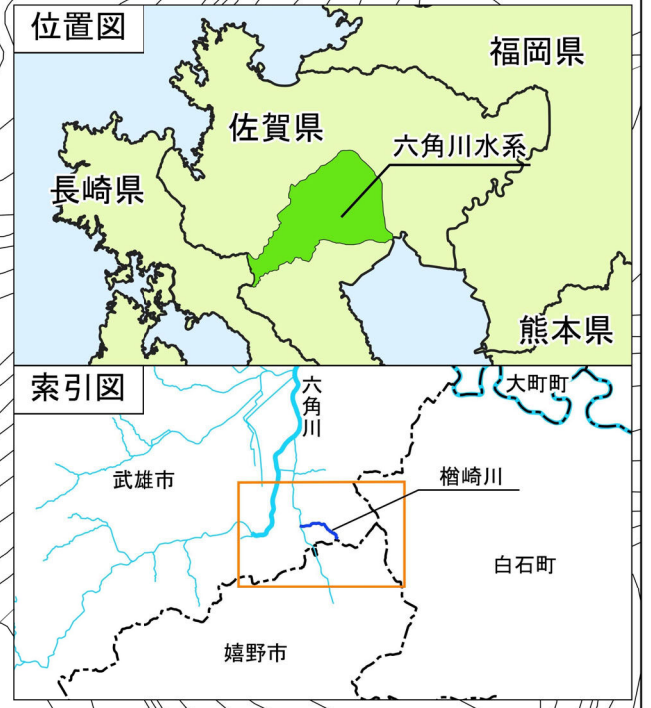 位置図
福岡県
佐賀県
六角川水系
長崎県
熊本県
索引図
六角川
大町町
武雄市
楢崎川
白石町
嬉野市